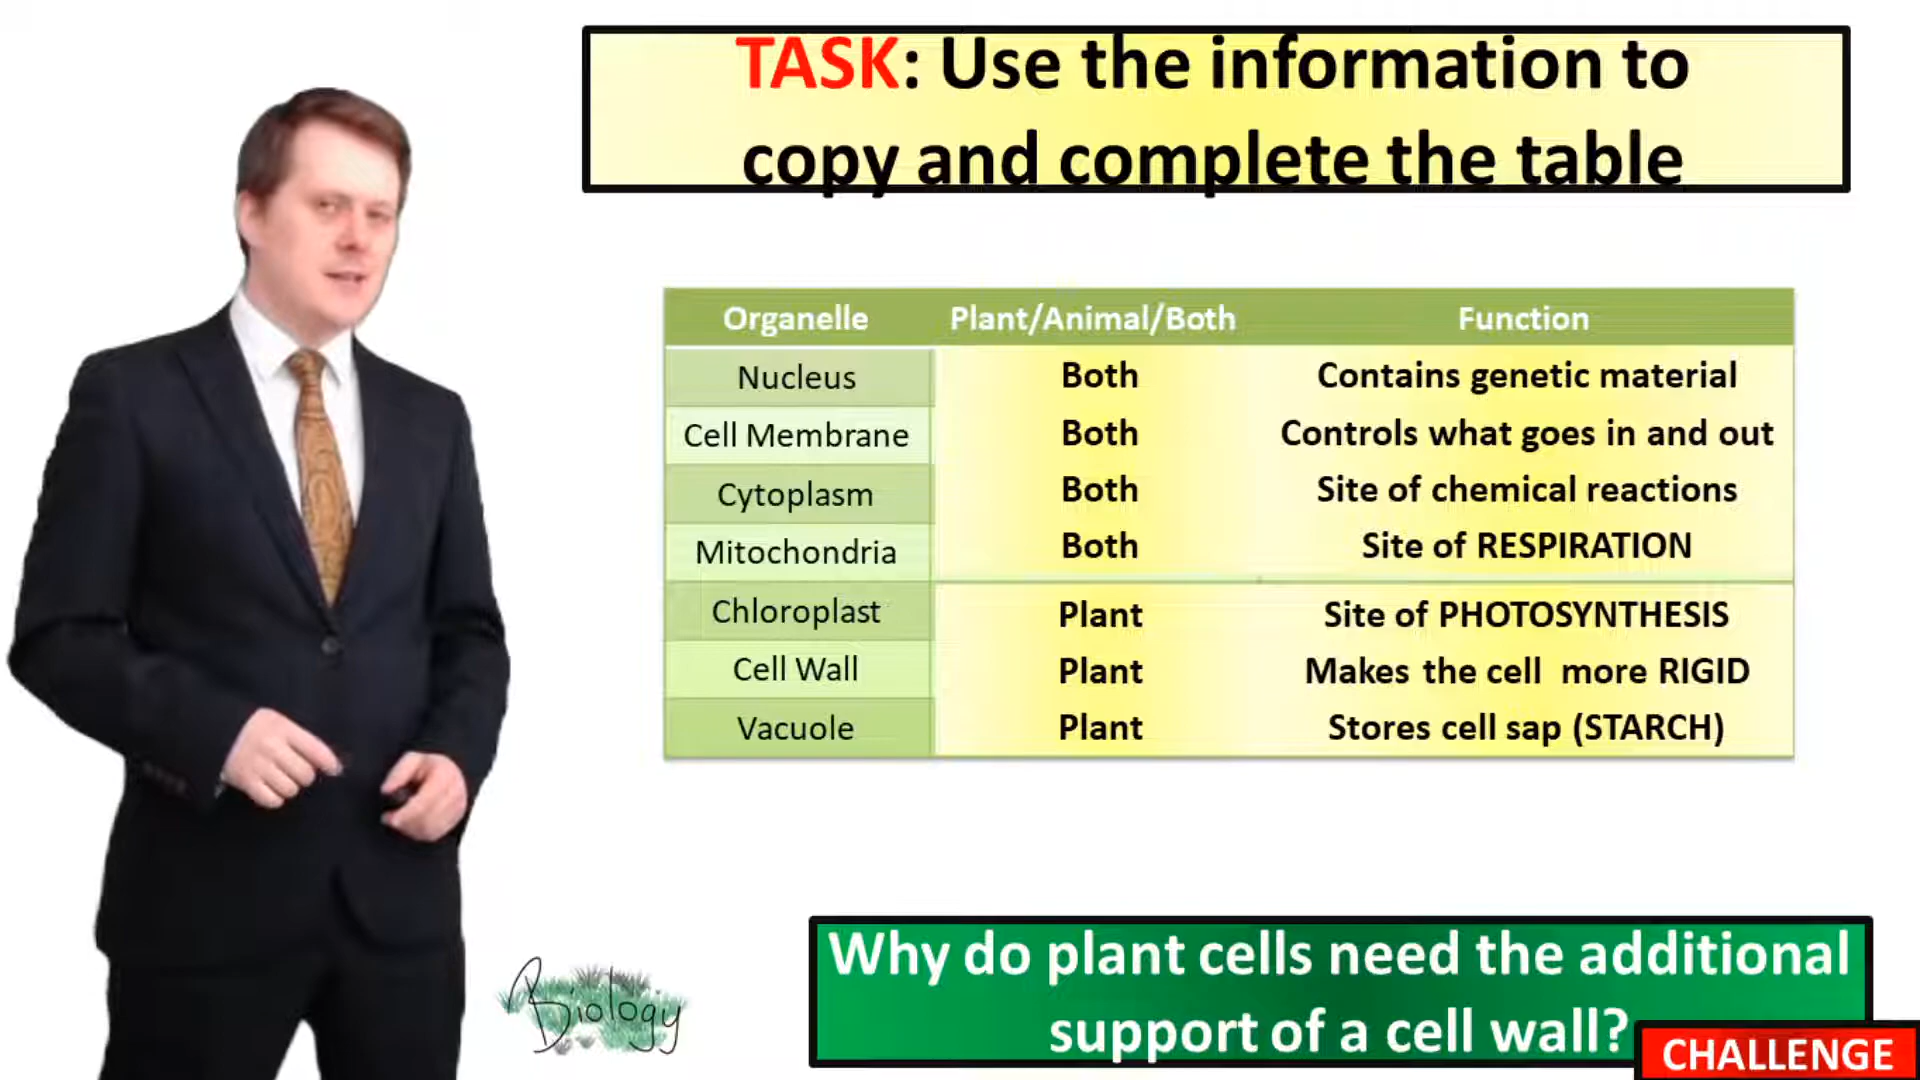 TASK: Use the information to
copy and complete the table
Organelle Plant/Animal/Both Function
Nucleus Both Contains genetic material
Cell Membrane Both Controls what goes in and out
Cytoplasm Both Site of chemical reactions
Mitochondria Both Site of RESPIRATION
Chloroplast Plant Site of PHOTOSYNTHESIS
Cell Wall Plant Makes the cell more RIGID
Vacuole Plant Stores cell sap (STARCH)
Biology
Why do plant cells need the additional
support of a cell wall?
CHALLENGE